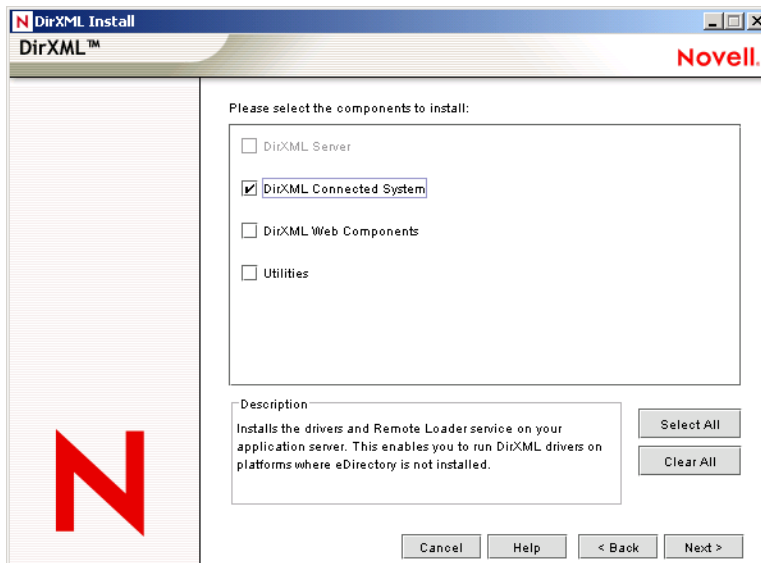 DirXML Install
DirXML™
Novell.
Please select the components to install:
DirXML Server
DirXML Connected System
DirXML Web Components
Utilities
Description
Installs the drivers and Remote Loader service on your
application server. This enables you to run DirXML drivers on
platforms where eDirectory is not installed.
Select All
Clear All
N
Cancel Help < Back Next >